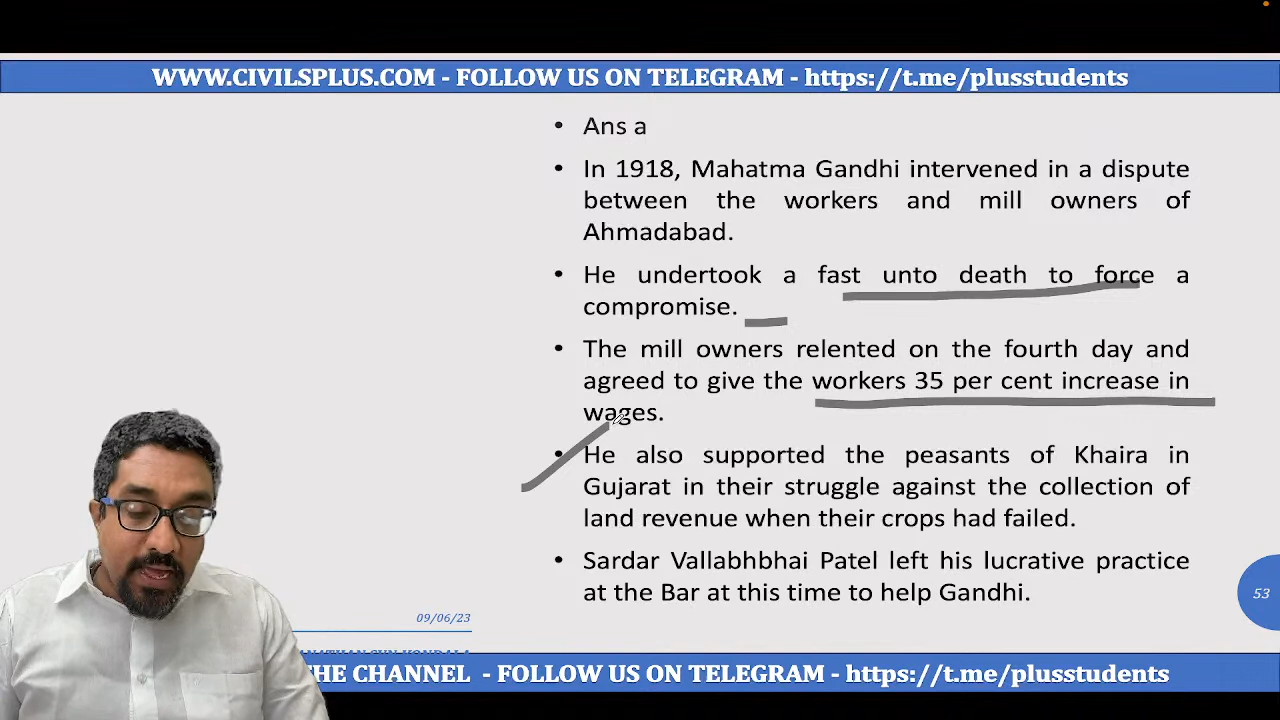 WWW.CIVILSPLUS.COM - FOLLOW US ON TELEGRAM - https://t.me/plusstudents
• Ans a
• In 1918, Mahatma Gandhi intervened in a dispute
between the workers and mill owners of
Ahmadabad.
• He undertook a fast unto death to force a
compromise.
• The mill owners relented on the fourth day and
agreed to give the workers 35 per cent increase in
wages.
• He also supported the peasants of Khaira in
Gujarat in their struggle against the collection of
land revenue when their crops had failed.
• Sardar Vallabhbhai Patel left his lucrative practice
at the Bar at this time to help Gandhi.
53
09/06/23
THE CHANNEL - FOLLOW US ON TELEGRAM - https://t.me/plusstudents